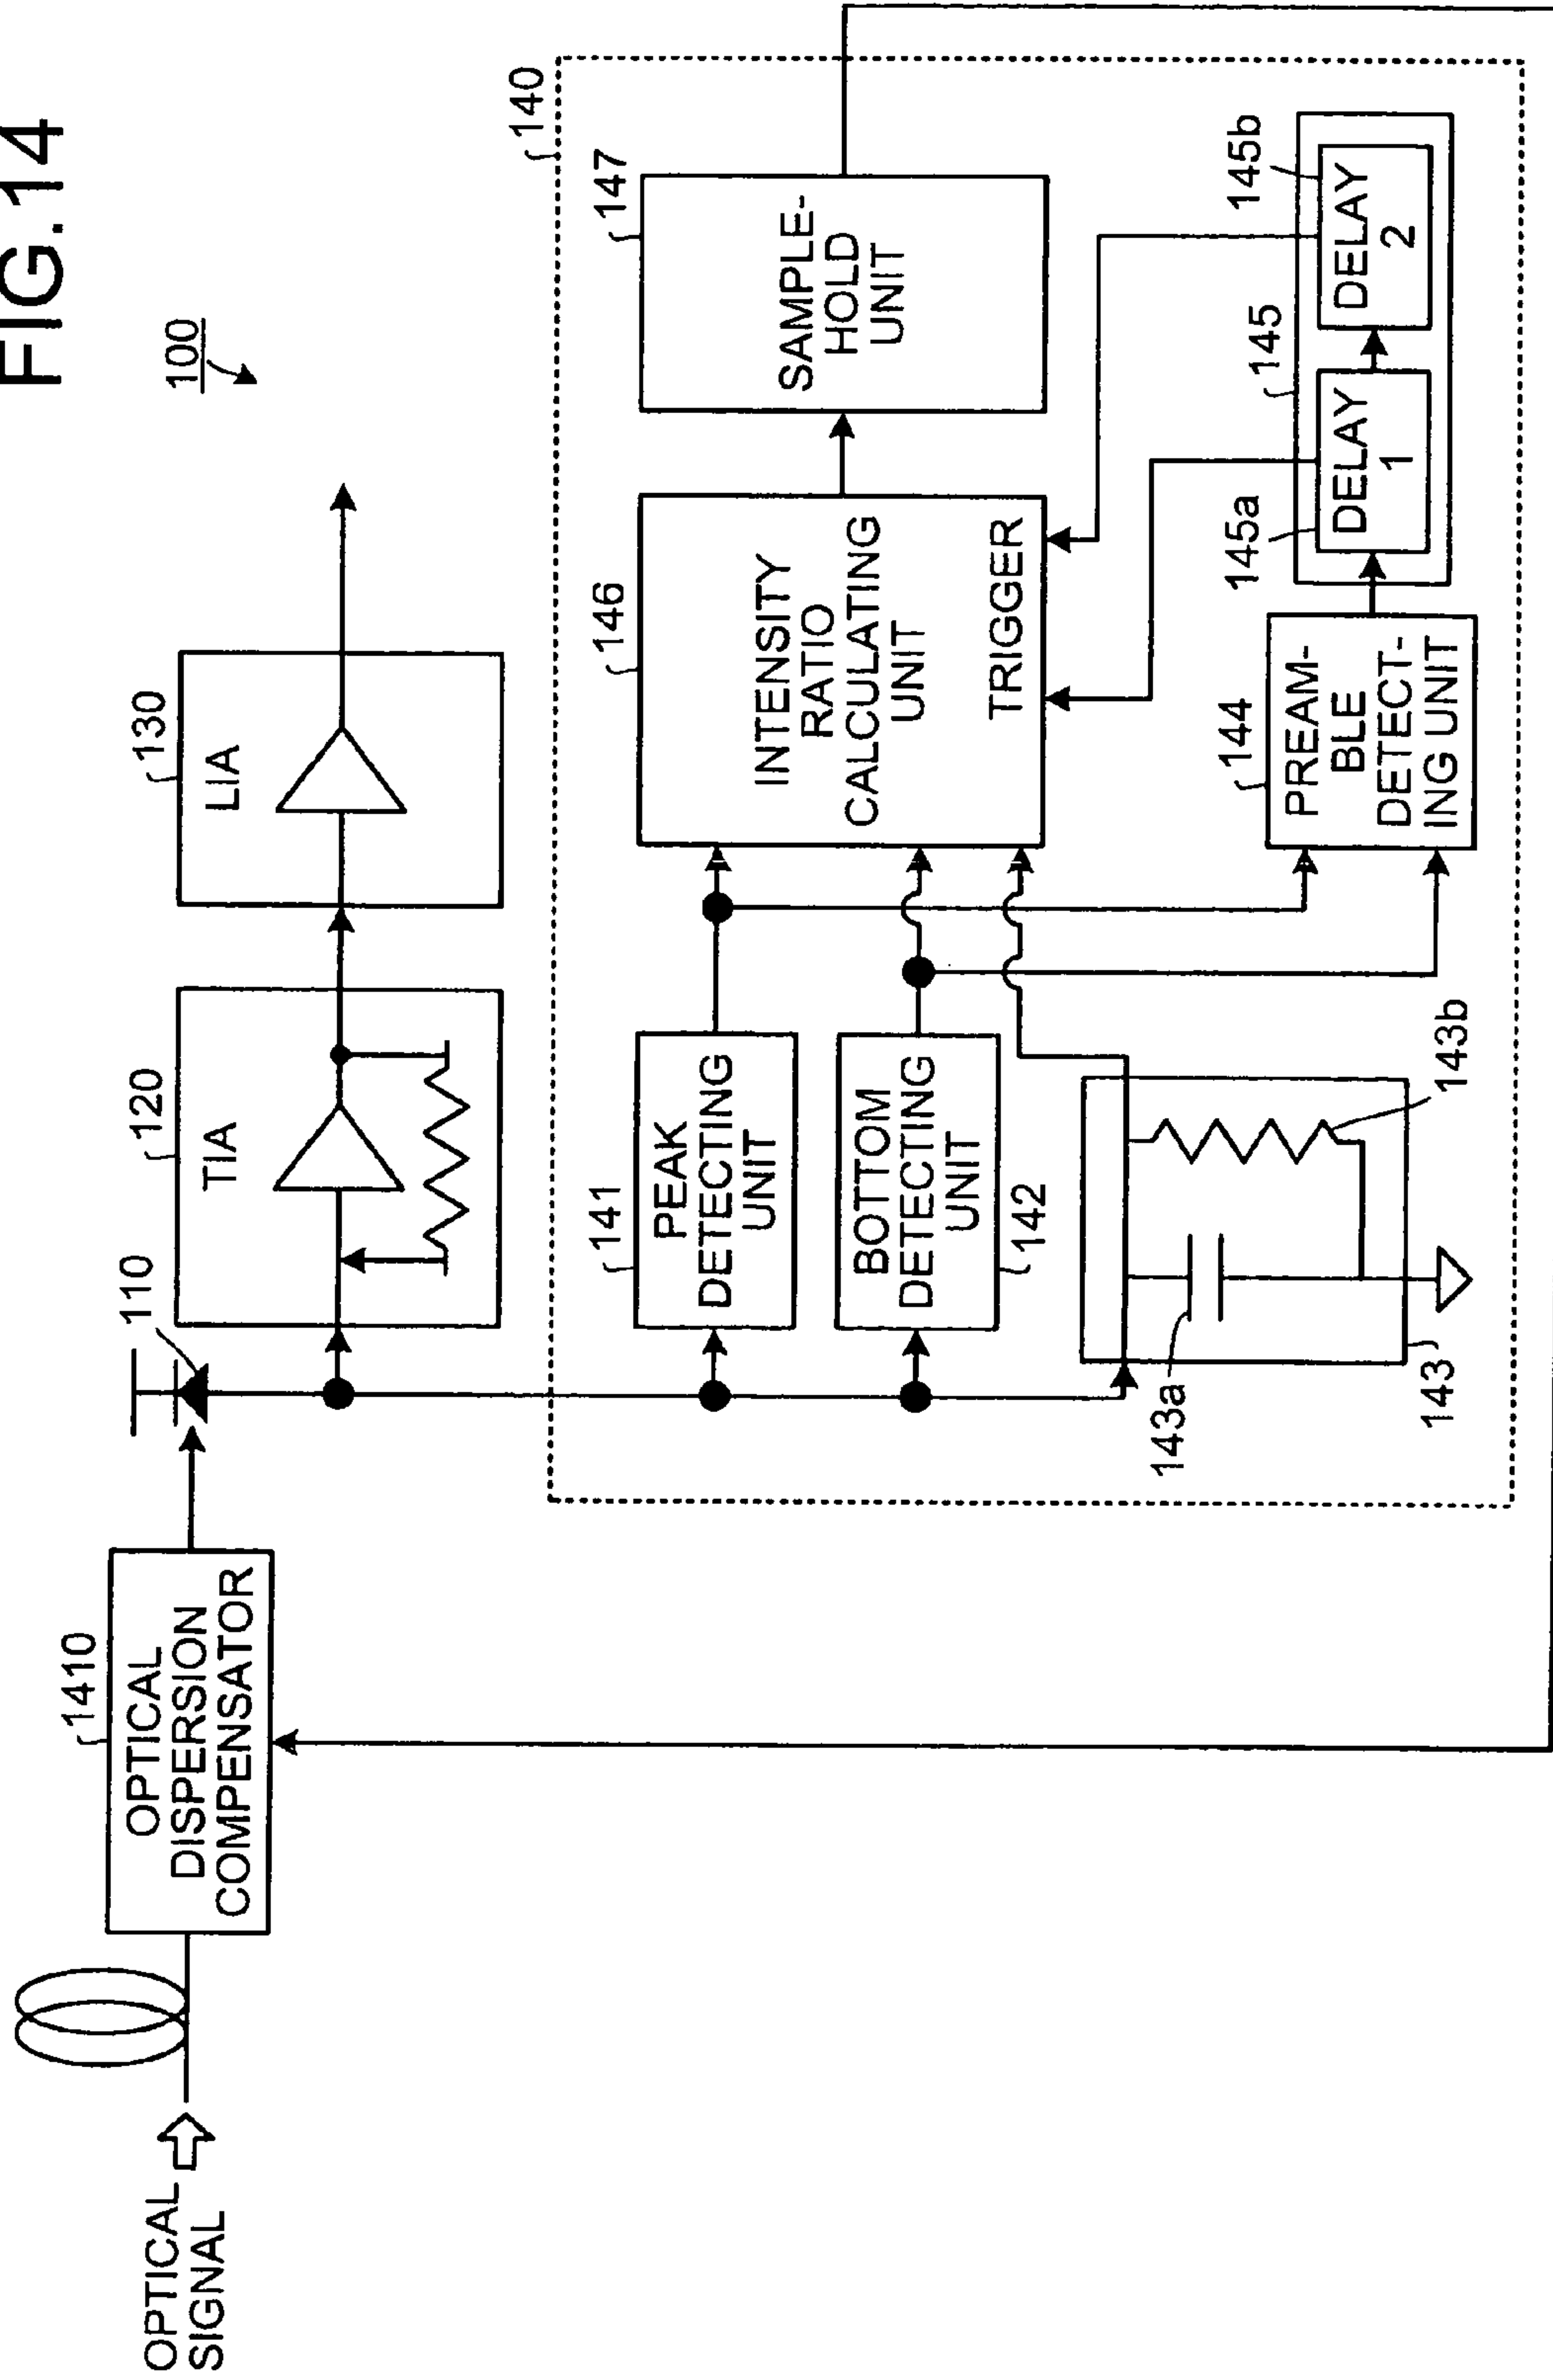 FIG.14
100
OPTICAL
SIGNAL
1410
OPTICAL
DISPERSION
COMPENSATOR
110
120
TIA
130
LIA
140
141
PEAK
DETECTING
UNIT
BOTTOM
DETECTING
UNIT
142
143a
143b
143
146
INTENSITY
RATIO
CALCULATING
UNIT
TRIGGER
147
SAMPLE-
HOLD
UNIT
144
PREAM-
BLE
DETECT-
ING UNIT
145
145a
DELAY
1
145b
DELAY
2